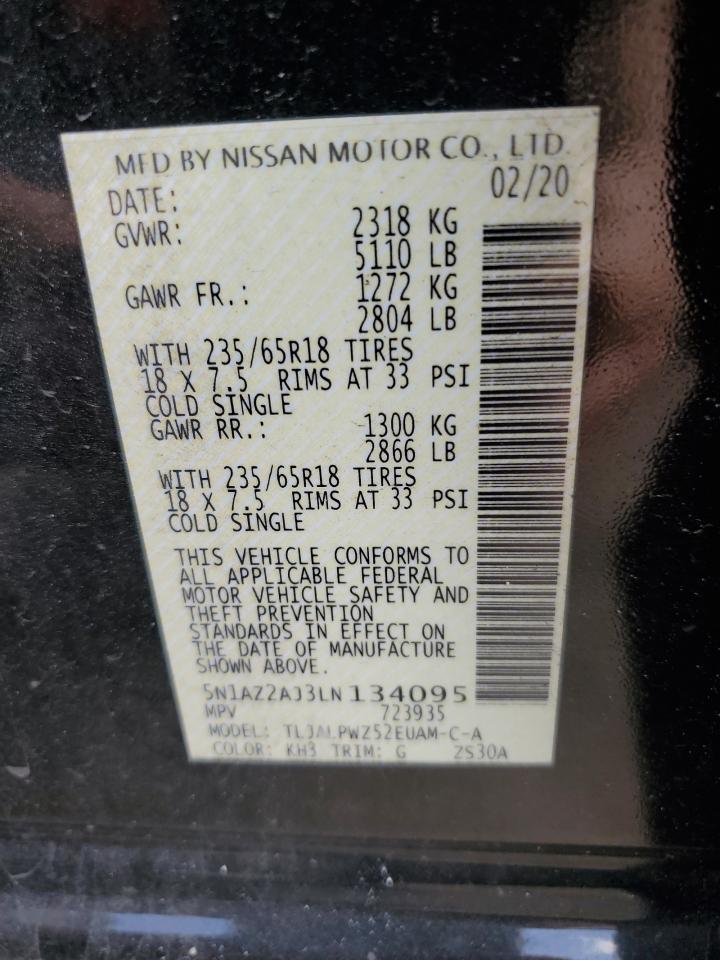 MFD BY NISSAN MOTOR CO., LTD.
DATE: 02/20
GVWR: 2318 KG
5110 LB
GAWR FR.: 1272 KG
2804 LB
WITH 235/65R18 TIRES
18 X 7.5 RIMS AT 33 PSI
COLD SINGLE
GAWR RR.: 1300 KG
2866 LB
WITH 235/65R18 TIRES
18 X 7.5 RIMS AT 33 PSI
COLD SINGLE
THIS VEHICLE CONFORMS TO
ALL APPLICABLE FEDERAL
MOTOR VEHICLE SAFETY AND
THEFT PREVENTION
STANDARDS IN EFFECT ON
THE DATE OF MANUFACTURE
SHOWN ABOVE.
5N1AZ2AJ3LN134095
MPV 723935
MODEL: TLJALPWZ52EUAM-C-A
COLOR: KH3 TRIM: G ZS30A